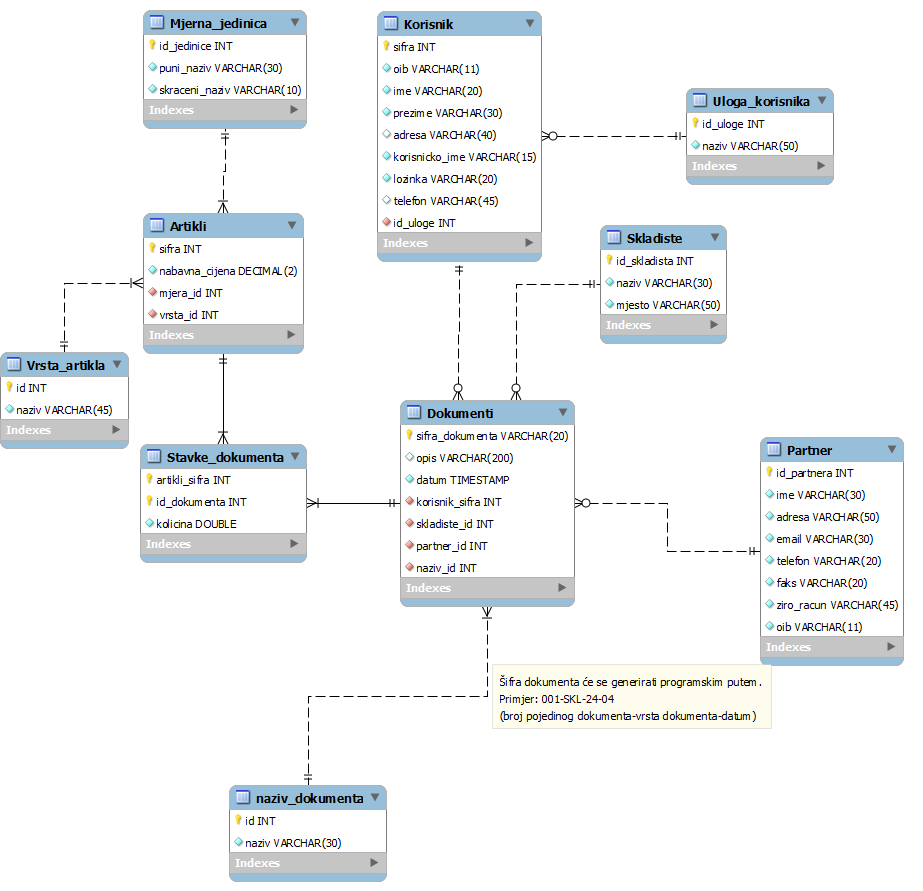 Mjerna_jedinica
id_jedinice INT
puni_naziv VARCHAR(30)
skraceni_naziv VARCHAR(10)
Indexes
Korisnik
sifra INT
oib VARCHAR(11)
ime VARCHAR(20)
prezime VARCHAR(30)
adresa VARCHAR(40)
korisnicko_ime VARCHAR(15)
lozinka VARCHAR(20)
telefon VARCHAR(45)
id_uloge INT
Indexes
Uloga_korisnika
id_uloge INT
naziv VARCHAR(50)
Indexes
Artikli
sifra INT
nabavna_cijena DECIMAL(2)
mjera_id INT
vrsta_id INT
Indexes
Skladiste
id_skladista INT
naziv VARCHAR(30)
mjesto VARCHAR(50)
Indexes
Vrsta_artikla
id INT
naziv VARCHAR(45)
Indexes
Stavke_dokumenta
artikli_sifra INT
id_dokumenta INT
kolicina DOUBLE
Indexes
Dokumenti
sifra_dokumenta VARCHAR(20)
opis VARCHAR(200)
datum TIMESTAMP
korisnik_sifra INT
skladiste_id INT
partner_id INT
naziv_id INT
Indexes
Partner
id_partnera INT
ime VARCHAR(30)
adresa VARCHAR(50)
email VARCHAR(30)
telefon VARCHAR(20)
faks VARCHAR(20)
ziro_racun VARCHAR(45)
oib VARCHAR(11)
Indexes
Šifra dokumenta će se generirati programskim putem.
Primjer: 001-SKL-24-04
(broj pojedinog dokumenta-vrsta dokumenta-datum)
naziv_dokumenta
id INT
naziv VARCHAR(30)
Indexes